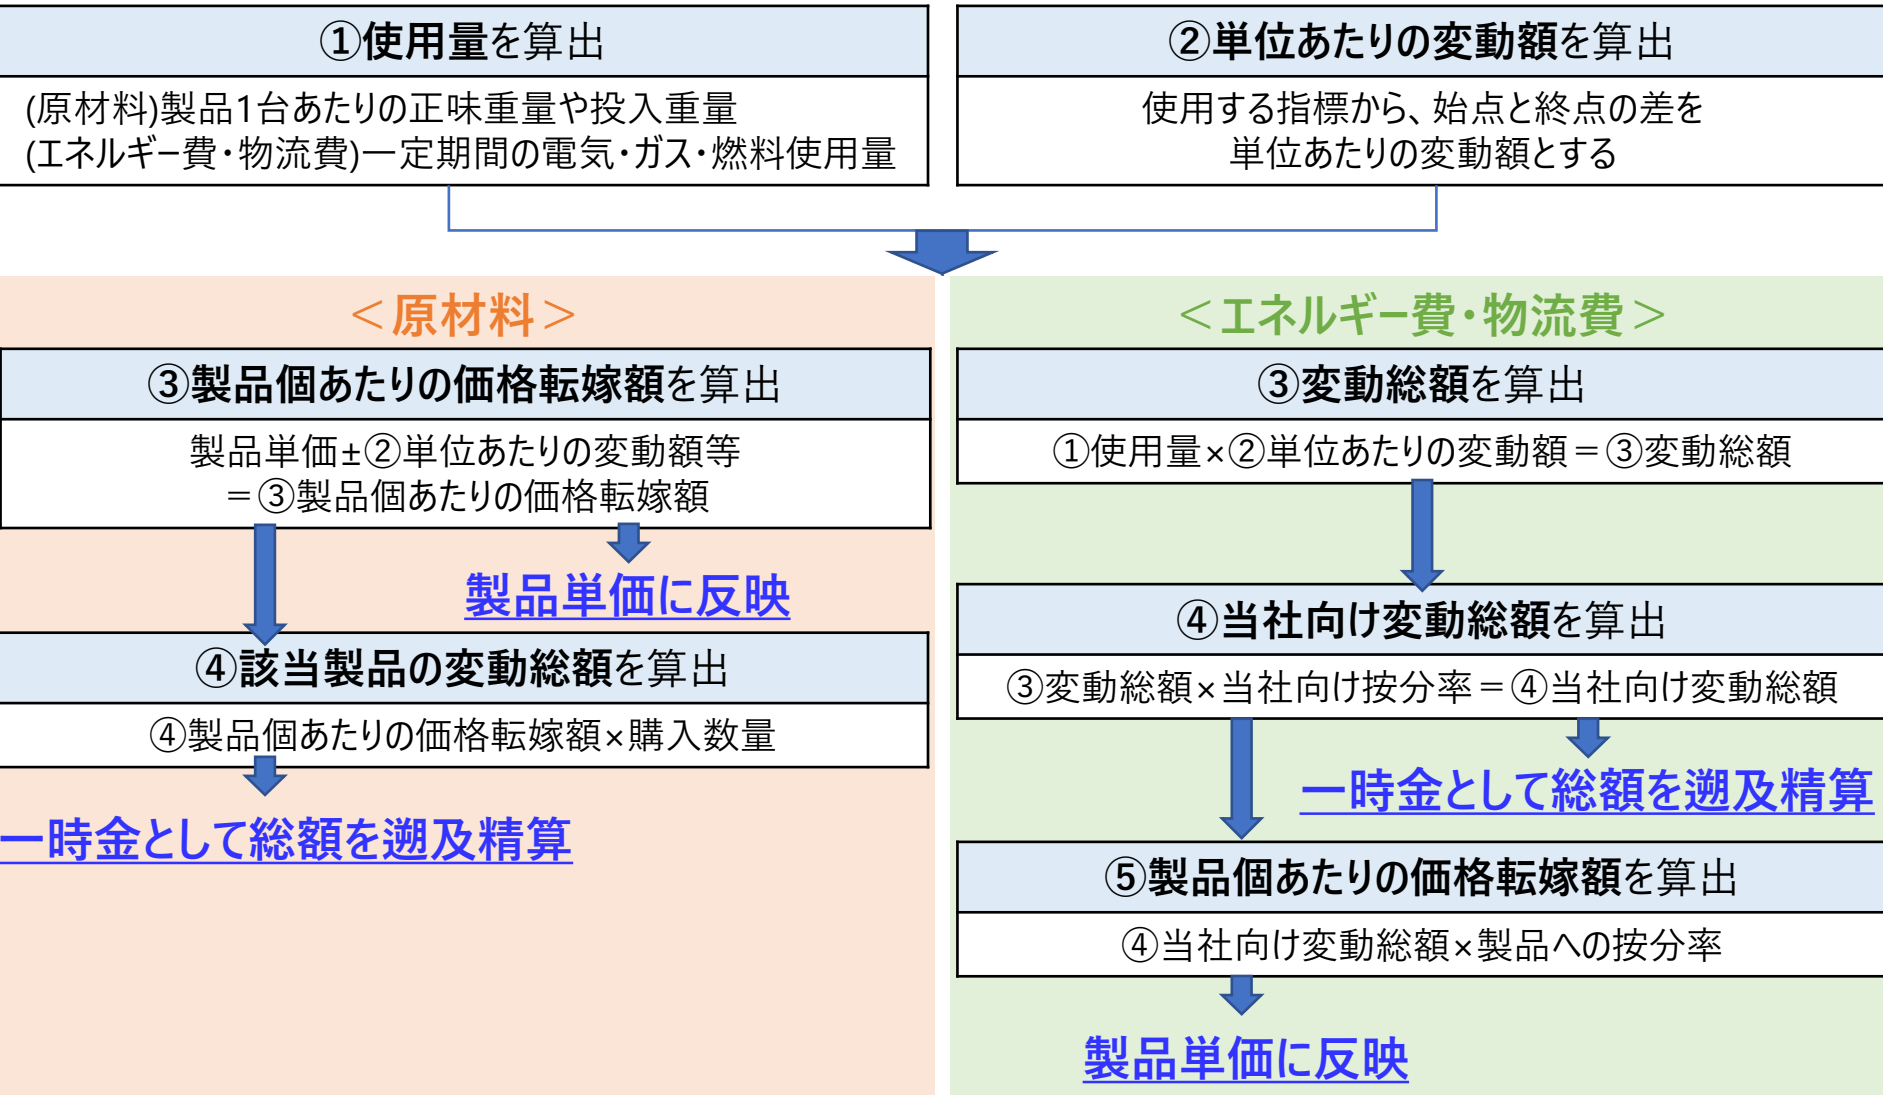 ①使用量を算出
(原材料)製品1台あたりの正味重量や投入重量
(エネルギー費・物流費)一定期間の電気・ガス・燃料使用量
②単位あたりの変動額を算出
使用する指標から、始点と終点の差を
単位あたりの変動額とする
＜原材料＞
③製品個あたりの価格転嫁額を算出
製品単価±②単位あたりの変動額等
＝③製品個あたりの価格転嫁額
製品単価に反映
④該当製品の変動総額を算出
④製品個あたりの価格転嫁額×購入数量
一時金として総額を遡及精算
＜エネルギー費・物流費＞
③変動総額を算出
①使用量×②単位あたりの変動額＝③変動総額
④当社向け変動総額を算出
③変動総額×当社向け按分率＝④当社向け変動総額
一時金として総額を遡及精算
⑤製品個あたりの価格転嫁額を算出
④当社向け変動総額×製品への按分率
製品単価に反映